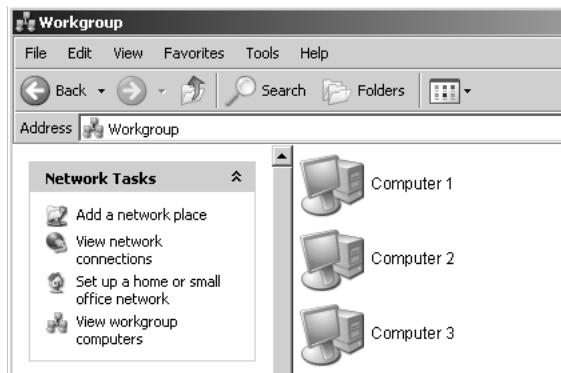 Workgroup
File Edit View Favorites Tools Help
Back Search Folders
Address Workgroup
Network Tasks
Add a network place
View network
connections
Set up a home or small
office network
View workgroup
computers
Computer 1
Computer 2
Computer 3